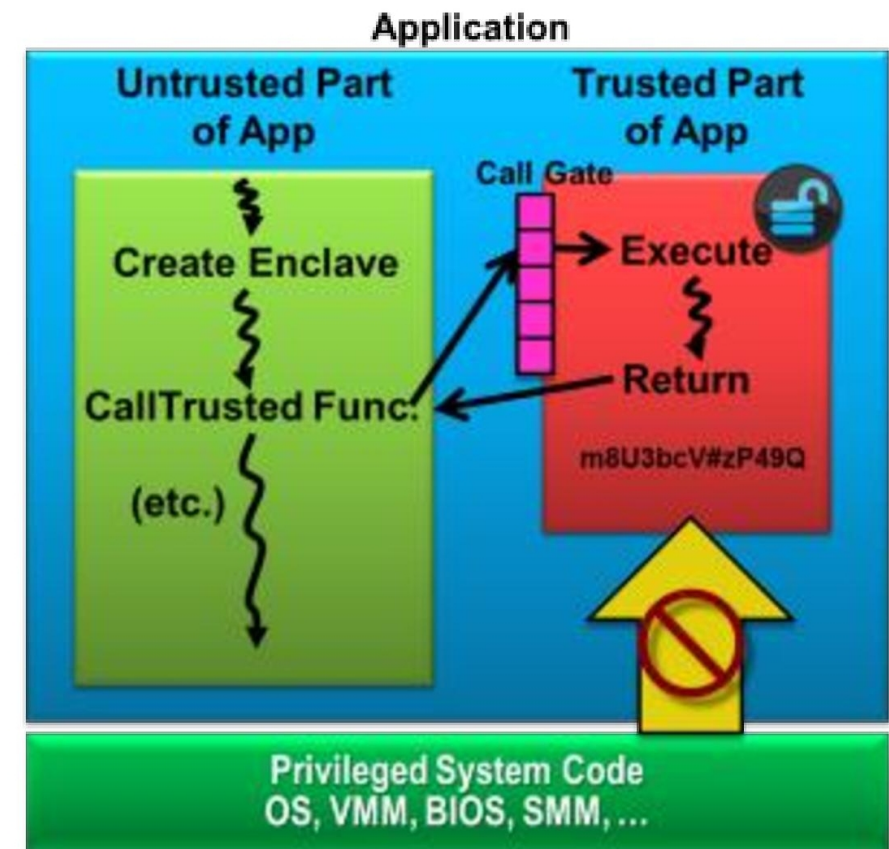 Application
Untrusted Part
of App
Trusted Part
of App
Call Gate
Create Enclave
Execute
CallTrusted Func.
Return
m8U3bcV#zP49Q
(etc.)
Privileged System Code
OS, VMM, BIOS, SMM, ...